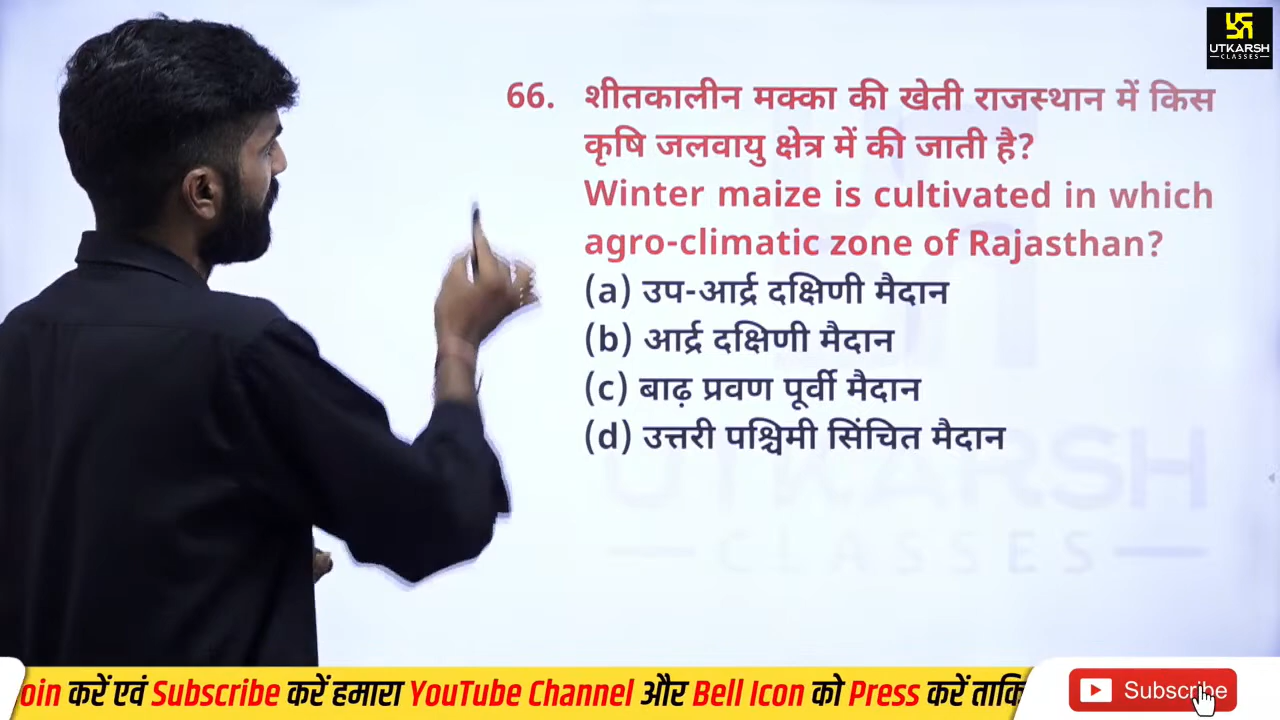 UTKARSH
CLASSES
66. शीतकालीन मक्का की खेती राजस्थान में किस
कृषि जलवायु क्षेत्र में की जाती है?
Winter maize is cultivated in which
agro-climatic zone of Rajasthan?
(a) उप-आर्द्र दक्षिणी मैदान
(b) आर्द्र दक्षिणी मैदान
(c) बाढ़ प्रवण पूर्वी मैदान
(d) उत्तरी पश्चिमी सिंचित मैदान
UTKARSH
CLASSES
oin करें एवं Subscribe करें हमारा YouTube Channel और Bell Icon को Press करें ताकि
Subscribe